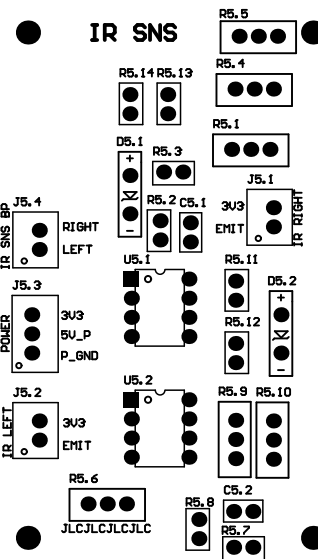 IR SNS
R5.5
R5.4
R5.14 R5.13
R5.1
D5.1
+
-
R5.3
J5.1
3V3
EMIT
IR RIGHT
R5.2
C5.1
J5.4
IR SNS BP
RIGHT
LEFT
U5.1
R5.11
D5.2
+
-
J5.3
POWER
3V3
5V_P
P_GND
R5.12
U5.2
J5.2
IR LEFT
3V3
EMIT
R5.9
R5.10
R5.6
JLCJLCJLCJLC
C5.2
R5.8
R5.7